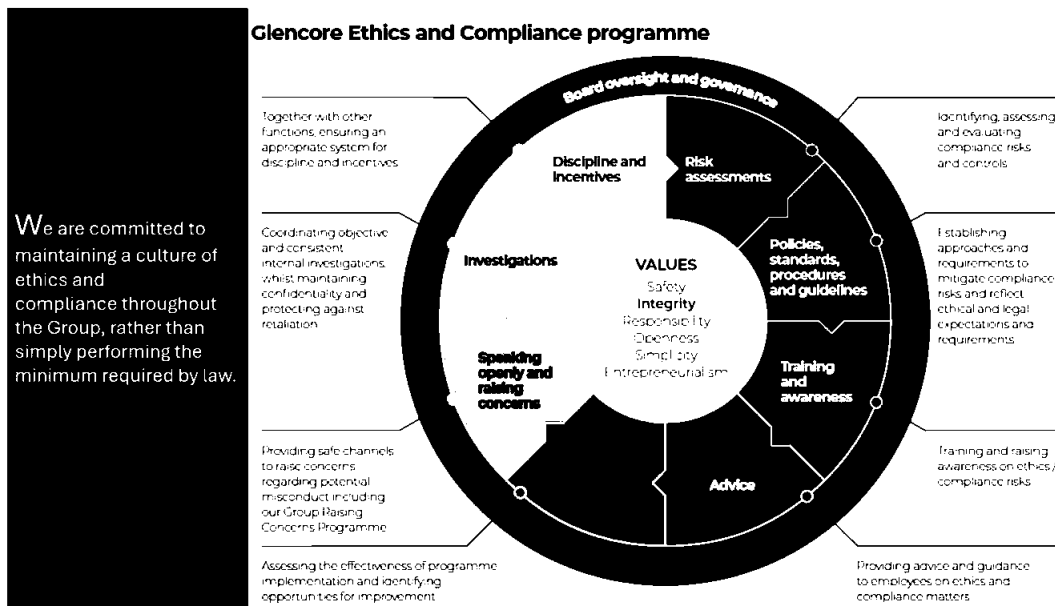 Glencore Ethics and Compliance programme
We are committed to
maintaining a culture of
ethics and
compliance throughout
the Group, rather than
simply performing the
minimum required by law.
Board oversight and governance
Together with other
functions, ensuring an
appropriate system for
discipline and incentives
Coordinating objective
and consistent
internal investigations,
whilst maintaining
confidentiality and
protecting against
retaliation
Providing safe channels
to raise concerns
regarding potential
misconduct including
our Group Raising
Concerns Programme
Assessing the effectiveness of programme
implementation and identifying
opportunities for improvement
Discipline and
incentives
Investigations
Speaking
openly and
raising
concerns
VALUES
Safety
Integrity
Responsibility
Openness
Simplicity
Entrepreneurialism
Risk
assessments
Policies,
standards,
procedures
and guidelines
Training
and
awareness
Advice
Identifying, assessing
and evaluating
compliance risks
and controls
Establishing
approaches and
requirements to
mitigate compliance
risks and reflect
ethical and legal
expectations and
requirements
Training and raising
awareness on ethics /
compliance risks
Providing advice and guidance
to employees on ethics and
compliance matters